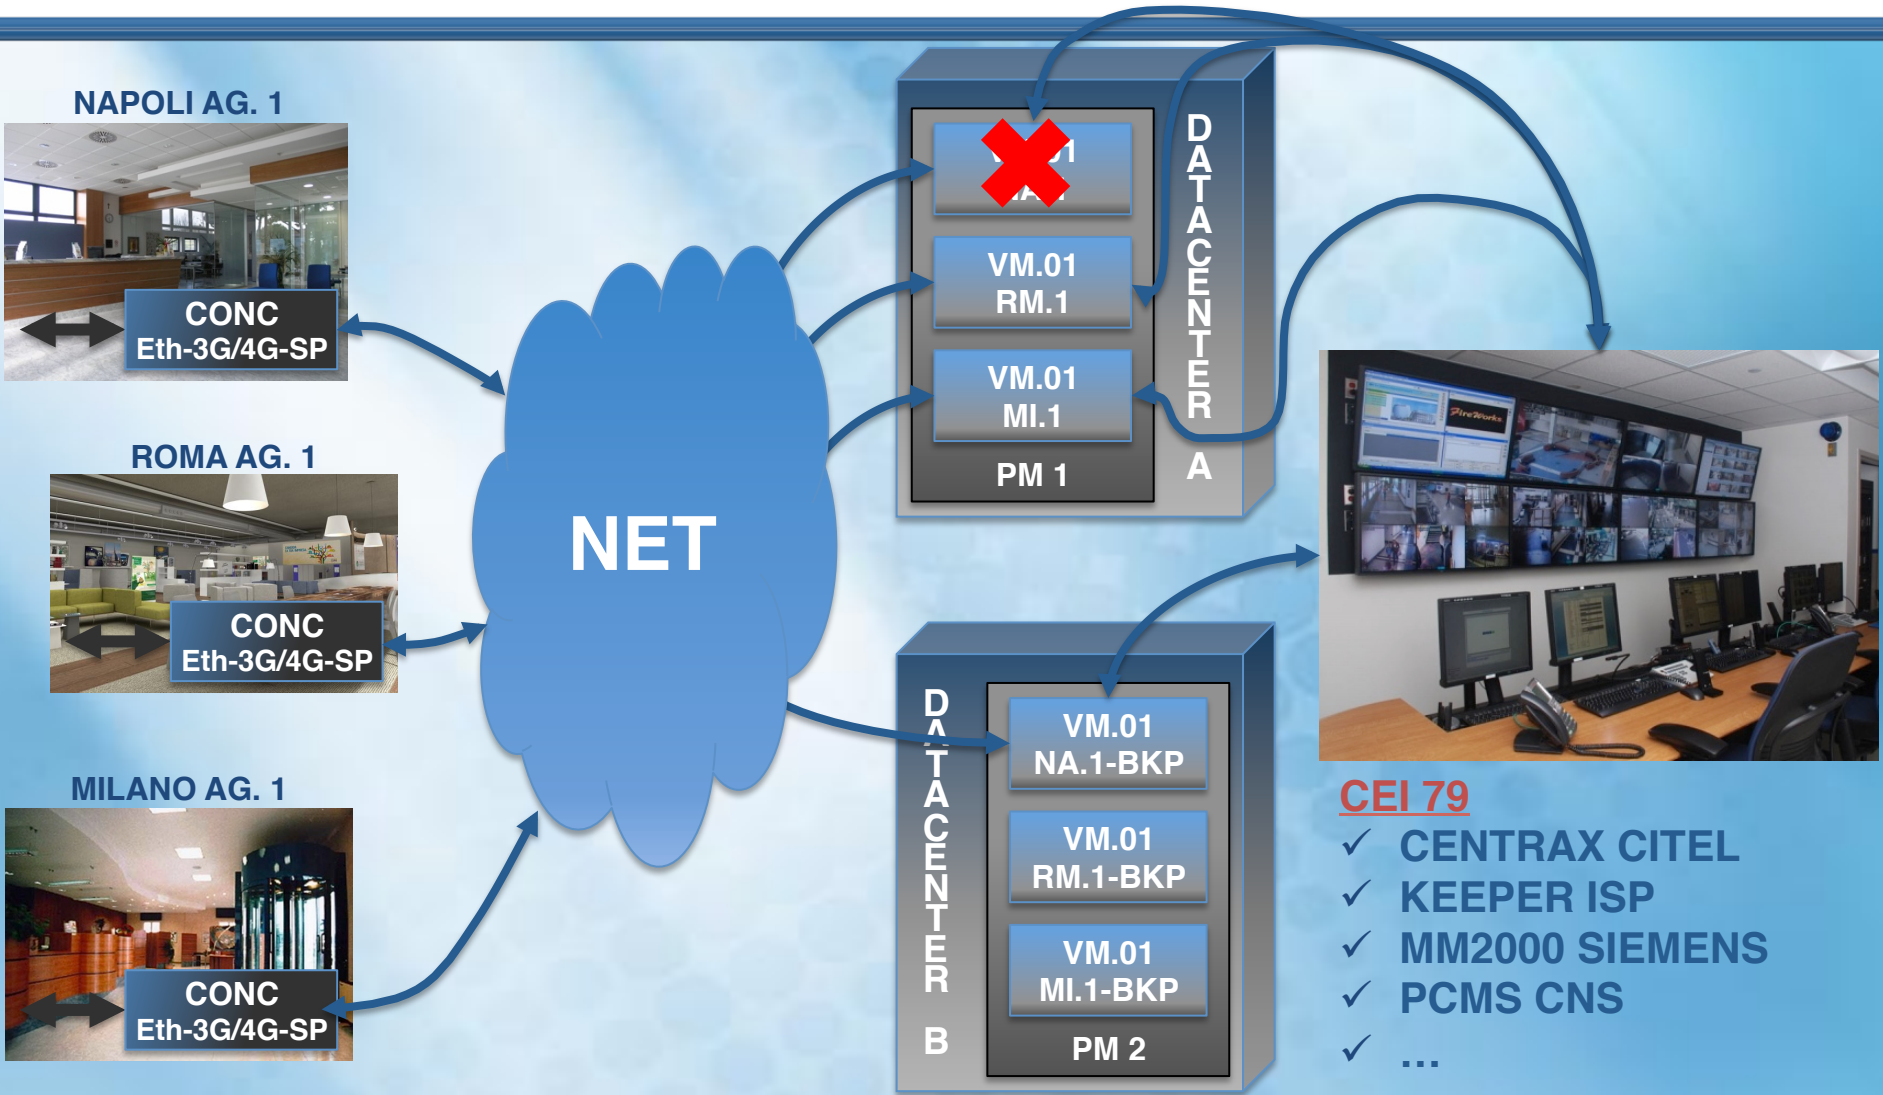 NAPOLI AG. 1
CONC
Eth-3G/4G-SP
ROMA AG. 1
CONC
Eth-3G/4G-SP
MILANO AG. 1
CONC
Eth-3G/4G-SP
NET
DATACENTER A
VM.01
RM.1
VM.01
MI.1
PM 1
DATACENTER B
VM.01
NA.1-BKP
VM.01
RM.1-BKP
VM.01
MI.1-BKP
PM 2
FireWorks
CEI 79
✓ CENTRAX CITEL
✓ KEEPER ISP
✓ MM2000 SIEMENS
✓ PCMS CNS
✓ ...